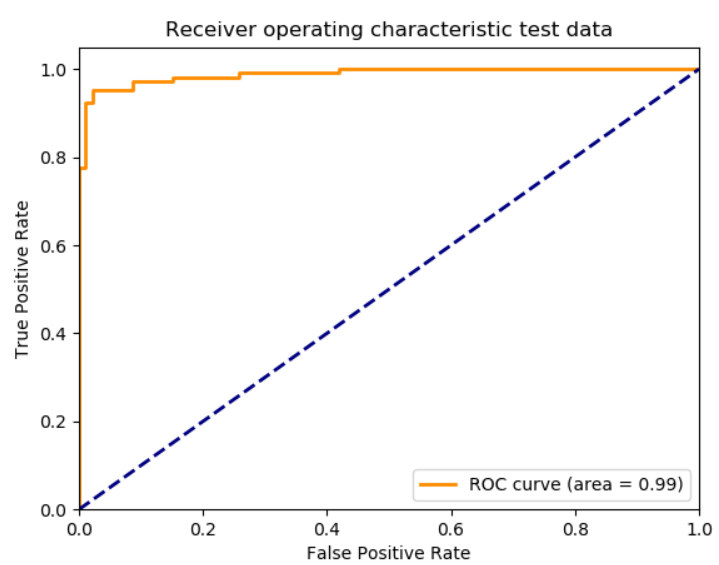 Receiver operating characteristic test data
1.0
0.8
0.6
0.4
0.2
0.0
True Positive Rate
ROC curve (area = 0.99)
0.0 0.2 0.4 0.6 0.8 1.0
False Positive Rate